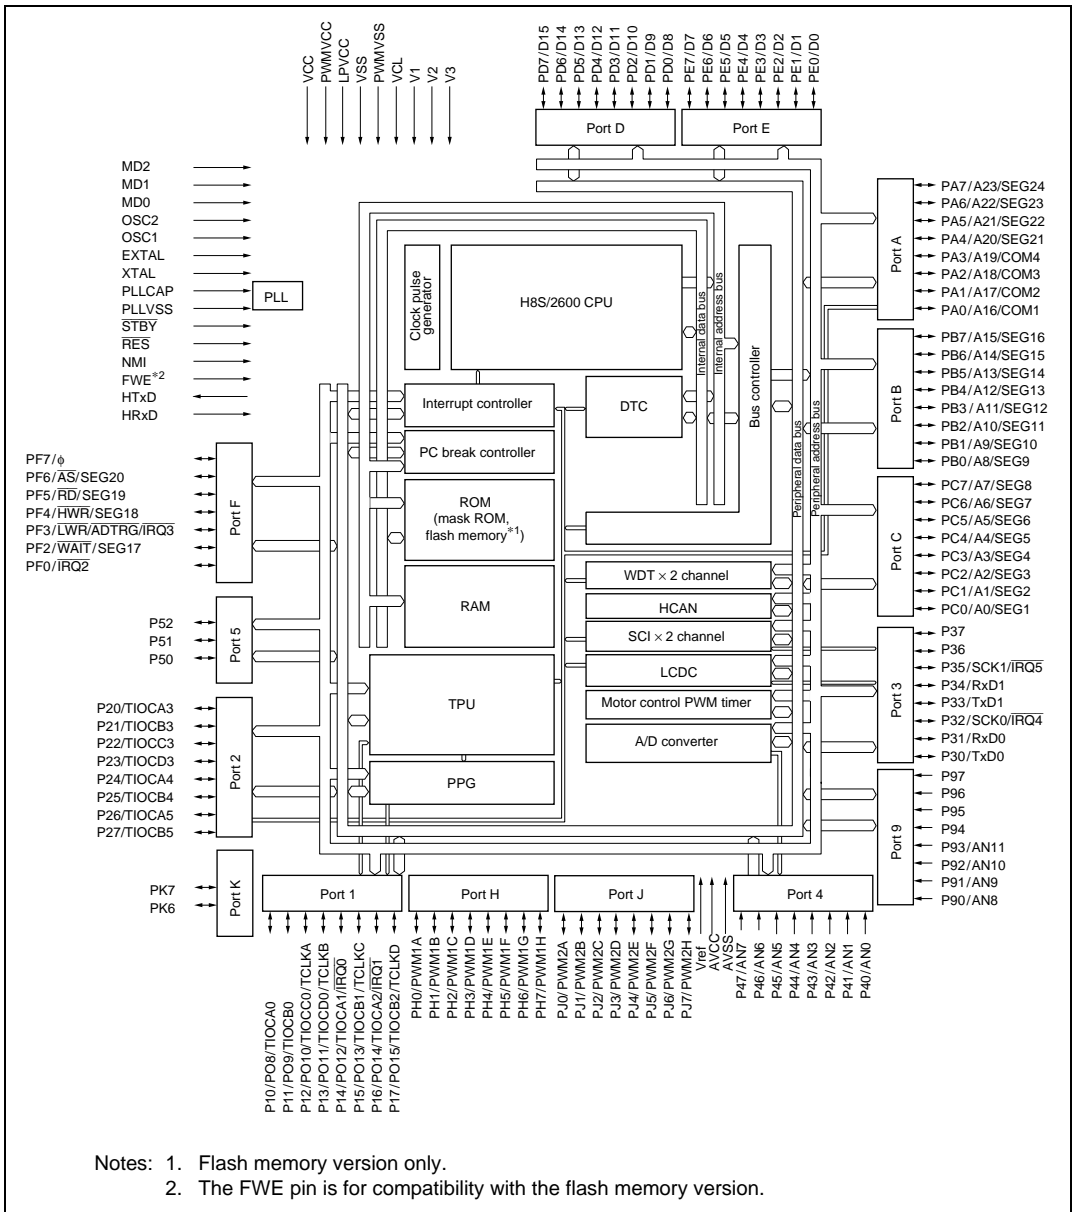 VCC
PWMVCC
LPVCC
VSS
PWMVSS
VCL
V1
V2
V3
PD7/D15
PD6/D14
PD5/D13
PD4/D12
PD3/D11
PD2/D10
PD1/D9
PD0/D8
PE7/D7
PE6/D6
PE5/D5
PE4/D4
PE3/D3
PE2/D2
PE1/D1
PE0/D0
Port D
Port E
MD2
MD1
MD0
OSC2
OSC1
EXTAL
XTAL
PLLCAP
PLLVSS
STBY
RES
NMI
FWE*2
HTxD
HRxD
PLL
Clock pulse
generator
H8S/2600 CPU
Internal data bus
Internal address bus
Bus controller
Peripheral data bus
Peripheral address bus
Interrupt controller
DTC
PC break controller
ROM
(mask ROM,
flash memory*1)
RAM
WDT × 2 channel
HCAN
SCI × 2 channel
LCDC
Motor control PWM timer
A/D converter
TPU
PPG
PF7/ϕ
PF6/AS/SEG20
PF5/RD/SEG19
PF4/HWR/SEG18
PF3/LWR/ADTRG/IRQ3
PF2/WAIT/SEG17
PF0/IRQ2
Port F
P52
P51
P50
Port 5
P20/TIOCA3
P21/TIOCB3
P22/TIOCC3
P23/TIOCD3
P24/TIOCA4
P25/TIOCB4
P26/TIOCA5
P27/TIOCB5
Port 2
PK7
PK6
Port K
Port A
PA7/A23/SEG24
PA6/A22/SEG23
PA5/A21/SEG22
PA4/A20/SEG21
PA3/A19/COM4
PA2/A18/COM3
PA1/A17/COM2
PA0/A16/COM1
Port B
PB7/A15/SEG16
PB6/A14/SEG15
PB5/A13/SEG14
PB4/A12/SEG13
PB3/A11/SEG12
PB2/A10/SEG11
PB1/A9/SEG10
PB0/A8/SEG9
Port C
PC7/A7/SEG8
PC6/A6/SEG7
PC5/A5/SEG6
PC4/A4/SEG5
PC3/A3/SEG4
PC2/A2/SEG3
PC1/A1/SEG2
PC0/A0/SEG1
Port 3
P37
P36
P35/SCK1/IRQ5
P34/RxD1
P33/TxD1
P32/SCK0/IRQ4
P31/RxD0
P30/TxD0
Port 9
P97
P96
P95
P94
P93/AN11
P92/AN10
P91/AN9
P90/AN8
Port 1
Port H
Port J
Port 4
P10/PO8/TIOCA0
P11/PO9/TIOCB0
P12/PO10/TIOCC0/TCLKA
P13/PO11/TIOCD0/TCLKB
P14/PO12/TIOCA1/IRQ0
P15/PO13/TIOCB1/TCLKC
P16/PO14/TIOCA2/IRQ1
P17/PO15/TIOCB2/TCLKD
PH0/PWM1A
PH1/PWM1B
PH2/PWM1C
PH3/PWM1D
PH4/PWM1E
PH5/PWM1F
PH6/PWM1G
PH7/PWM1H
PJ0/PWM2A
PJ1/PWM2B
PJ2/PWM2C
PJ3/PWM2D
PJ4/PWM2E
PJ5/PWM2F
PJ6/PWM2G
PJ7/PWM2H
Vref
AVCC
AVSS
P47/AN7
P46/AN6
P45/AN5
P44/AN4
P43/AN3
P42/AN2
P41/AN1
P40/AN0
Notes: 1. Flash memory version only.
2. The FWE pin is for compatibility with the flash memory version.